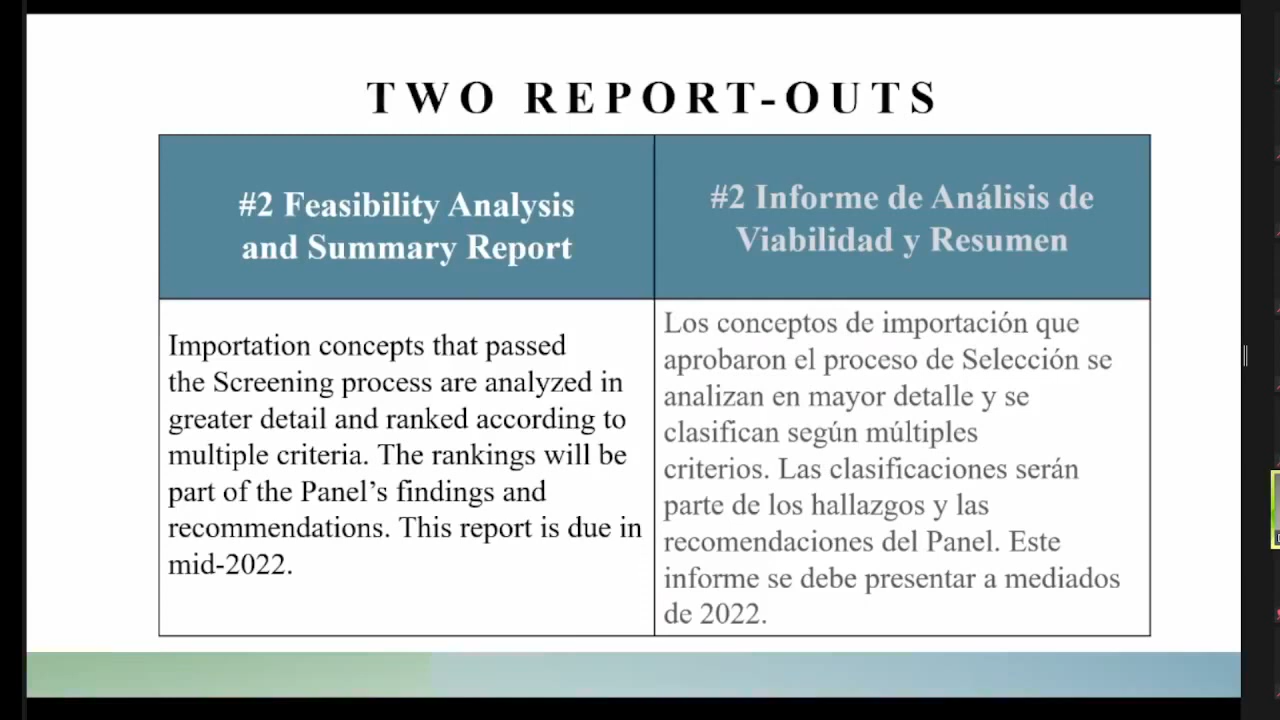 TWO REPORT-OUTS
#2 Feasibility Analysis
and Summary Report
#2 Informe de Análisis de
Viabilidad y Resumen
Importation concepts that passed
the Screening process are analyzed in
greater detail and ranked according to
multiple criteria. The rankings will be
part of the Panel’s findings and
recommendations. This report is due in
mid-2022.
Los conceptos de importación que
aprobaron el proceso de Selección se
analizan en mayor detalle y se
clasifican según múltiples
criterios. Las clasificaciones serán
parte de los hallazgos y las
recomendaciones del Panel. Este
informe se debe presentar a mediados
de 2022.